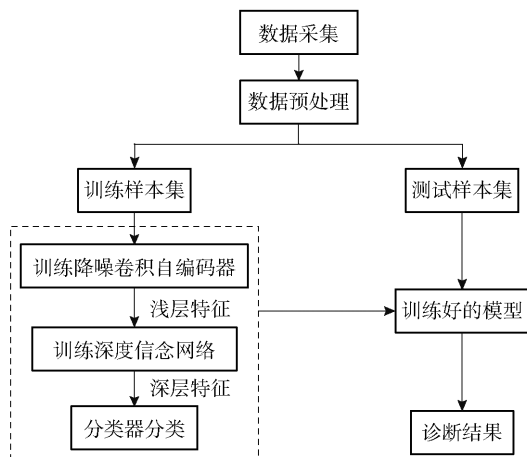 数据采集
数据预处理
训练样本集
测试样本集
训练降噪卷积自编码器
浅层特征
训练好的模型
训练深度信念网络
深层特征
分类器分类
诊断结果